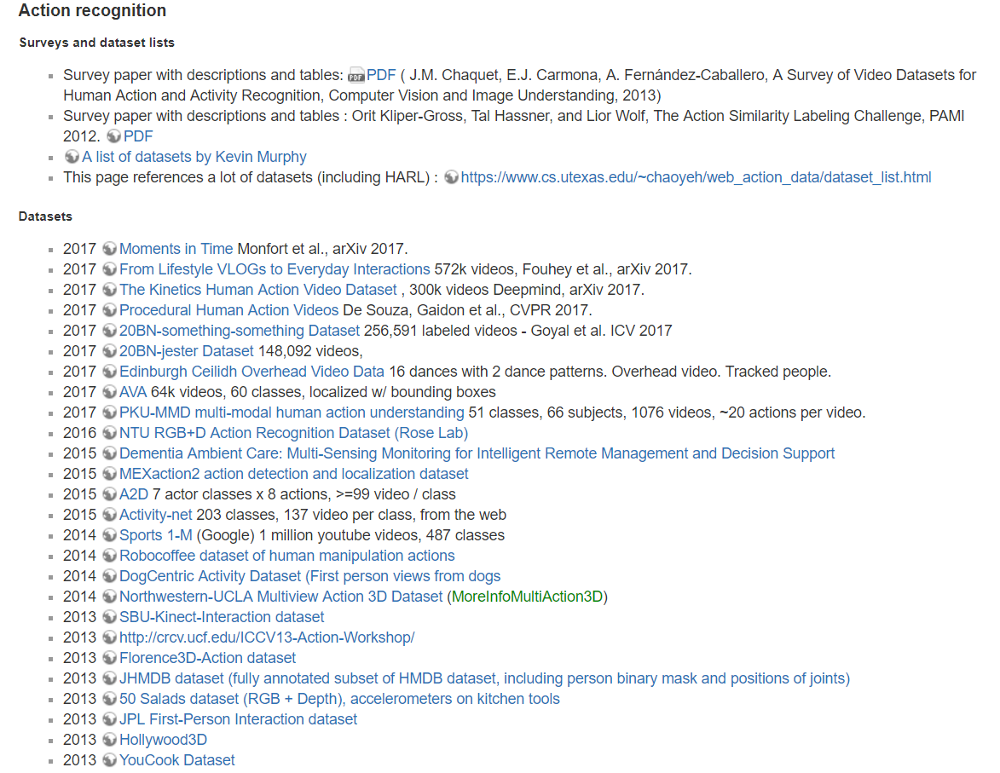 Action recognition
Surveys and dataset lists
Survey paper with descriptions and tables: PDF ( J.M. Chaquet, E.J. Carmona, A. Fernández-Caballero, A Survey of Video Datasets for
Human Action and Activity Recognition, Computer Vision and Image Understanding, 2013)
Survey paper with descriptions and tables : Orit Kliper-Gross, Tal Hassner, and Lior Wolf, The Action Similarity Labeling Challenge, PAMI
2012. PDF
A list of datasets by Kevin Murphy
This page references a lot of datasets (including HARL) : https://www.cs.utexas.edu/~chaoyeh/web_action_data/dataset_list.html
Datasets
2017 Moments in Time Monfort et al., arXiv 2017.
2017 From Lifestyle VLOGs to Everyday Interactions 572k videos, Fouhey et al., arXiv 2017.
2017 The Kinetics Human Action Video Dataset , 300k videos Deepmind, arXiv 2017.
2017 Procedural Human Action Videos De Souza, Gaidon et al., CVPR 2017.
2017 20BN-something-something Dataset 256,591 labeled videos - Goyal et al. ICV 2017
2017 20BN-jester Dataset 148,092 videos,
2017 Edinburgh Ceilidh Overhead Video Data 16 dances with 2 dance patterns. Overhead video. Tracked people.
2017 AVA 64k videos, 60 classes, localized w/ bounding boxes
2017 PKU-MMD multi-modal human action understanding 51 classes, 66 subjects, 1076 videos, ~20 actions per video.
2016 NTU RGB+D Action Recognition Dataset (Rose Lab)
2015 Dementia Ambient Care: Multi-Sensing Monitoring for Intelligent Remote Management and Decision Support
2015 MEXaction2 action detection and localization dataset
2015 A2D 7 actor classes x 8 actions, >=99 video / class
2015 Activity-net 203 classes, 137 video per class, from the web
2014 Sports 1-M (Google) 1 million youtube videos, 487 classes
2014 Robocoffee dataset of human manipulation actions
2014 DogCentric Activity Dataset (First person views from dogs
2014 Northwestern-UCLA Multiview Action 3D Dataset (MoreInfoMultiAction3D)
2013 SBU-Kinect-Interaction dataset
2013 http://crcv.ucf.edu/ICCV13-Action-Workshop/
2013 Florence3D-Action dataset
2013 JHMDB dataset (fully annotated subset of HMDB dataset, including person binary mask and positions of joints)
2013 50 Salads dataset (RGB + Depth), accelerometers on kitchen tools
2013 JPL First-Person Interaction dataset
2013 Hollywood3D
2013 YouCook Dataset